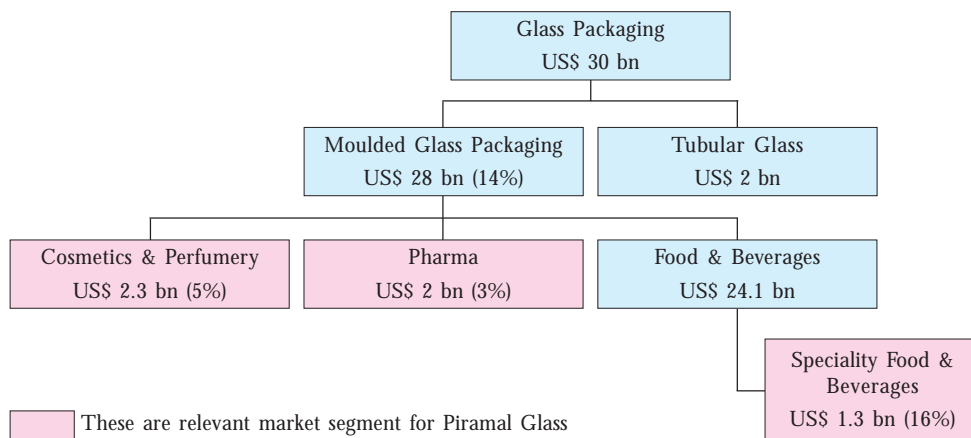 Glass Packaging
US$ 30 bn
Moulded Glass Packaging
US$ 28 bn (14%)
Tubular Glass
US$ 2 bn
Cosmetics & Perfumery
US$ 2.3 bn (5%)
Pharma
US$ 2 bn (3%)
Food & Beverages
US$ 24.1 bn
Speciality Food &
Beverages
US$ 1.3 bn (16%)
These are relevant market segment for Piramal Glass